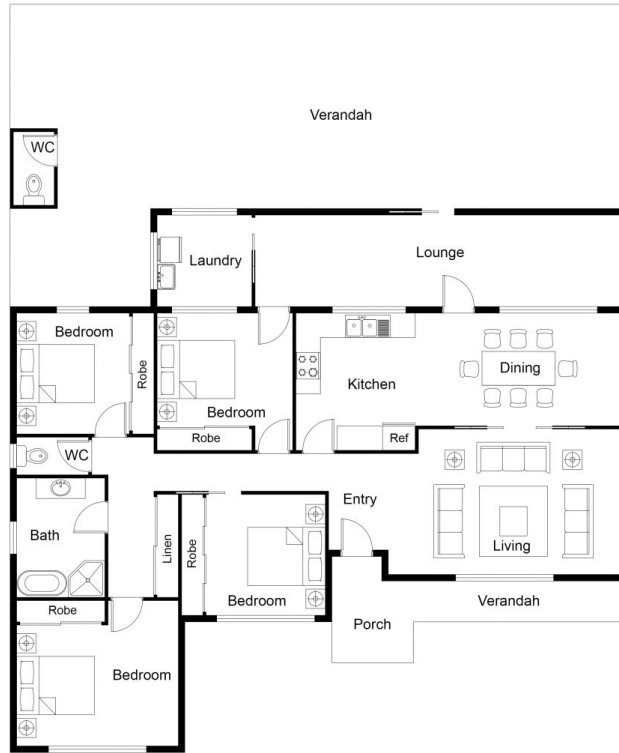 Verandah
WC
Laundry
Lounge
Bedroom
Robe
Bedroom
Robe
Kitchen
Ref
Dining
WC
Bath
Linen
Robe
Bedroom
Entry
Living
Robe
Bedroom
Porch
Verandah